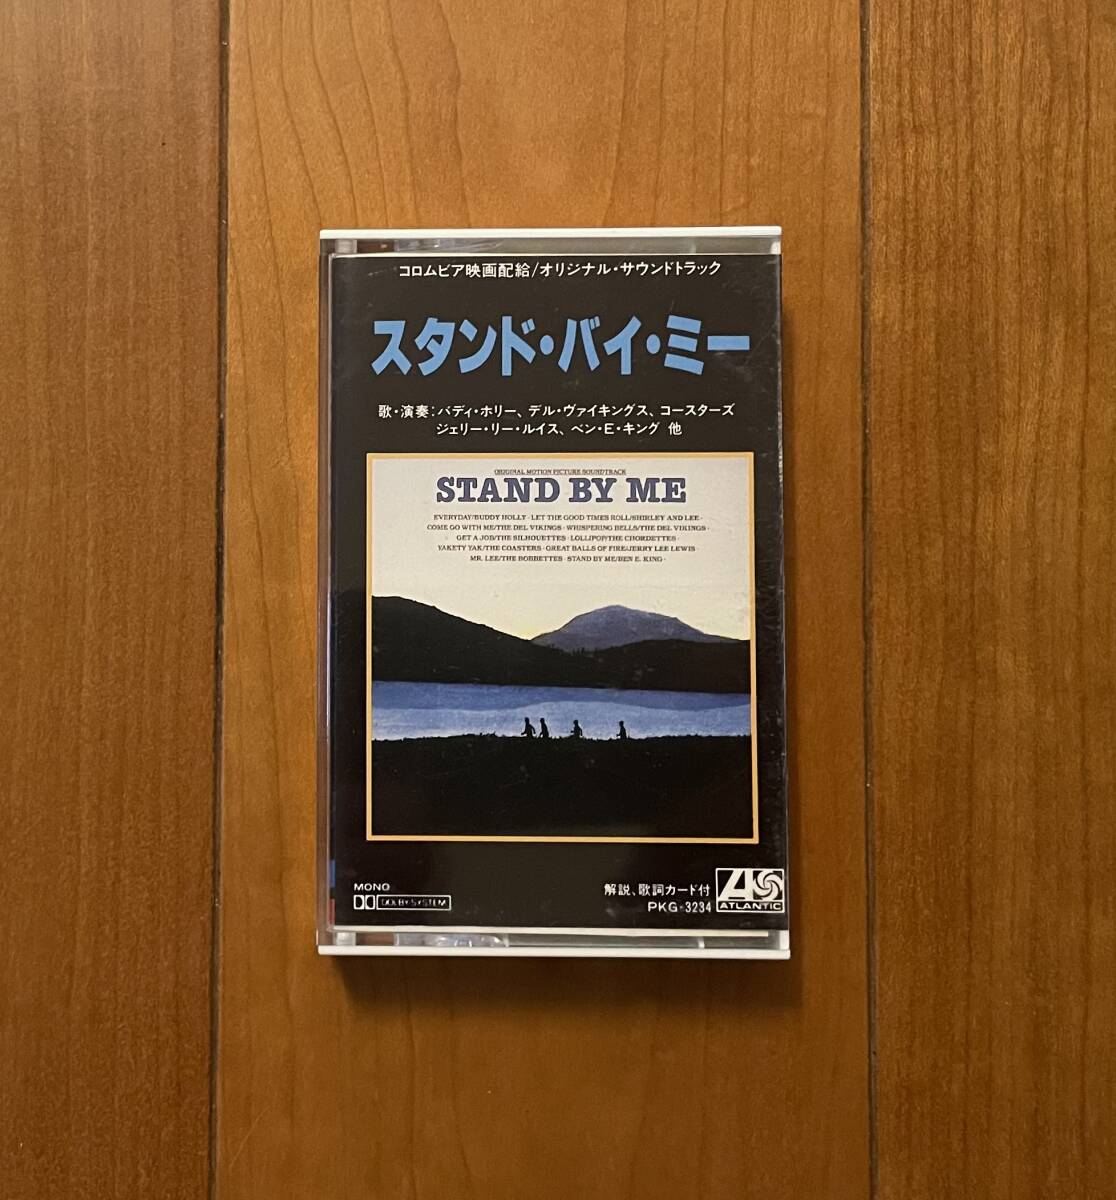 コロムビア映画配給/オリジナル・サウンドトラック
スタンド・バイ・ミー
歌・演奏:バディ・ホリー、デル・ヴァイキングス、コースターズ
ジェリー・リー・ルイス、ベン・E・キング 他
ORIGINAL MOTION PICTURE SOUNDTRACK
STAND BY ME
EVERYDAY/BUDDY HOLLY · LET THE GOOD TIMES ROLL/SHIRLEY AND LEE ·
COME GO WITH ME/THE DEL VIKINGS · WHISPERING BELLS/THE DEL VIKINGS ·
GET A JOB/THE SILHOUETTES · LOLLIPOP/THE CHORDETTES ·
YAKETY YAK/THE COASTERS · GREAT BALLS OF FIRE/JERRY LEE LEWIS ·
MR. LEE/THE BOBBETTES · STAND BY ME/BEN E. KING ·
MONO
DOLBY SYSTEM
解説、歌詞カード付
PKG-3234
ATLANTIC